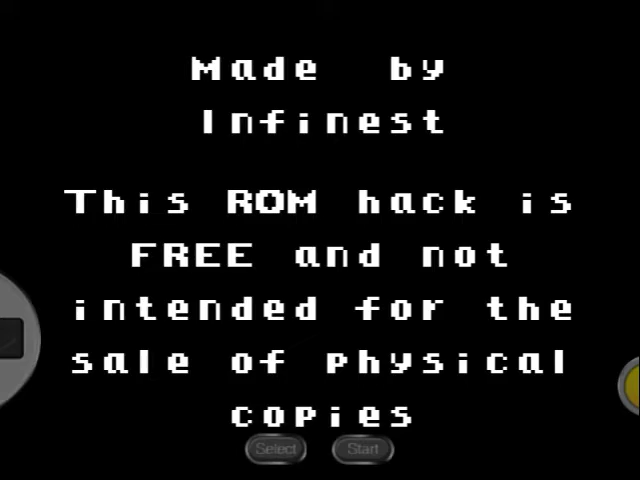 Made by
Infinest
This ROM hack is
FREE and not
intended for the
sale of physical
copies
Select Start